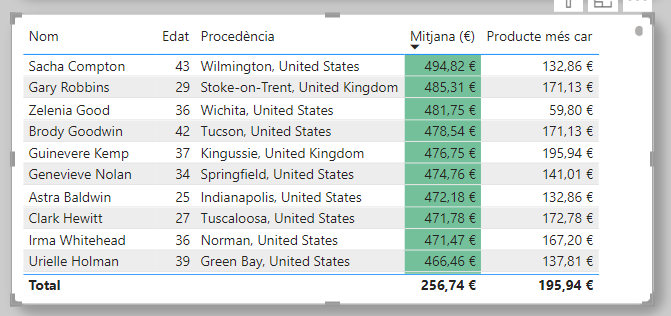 Nom Edat Procedència Mitjana (€) Producte més car
Sacha Compton 43 Wilmington, United States 494,82 € 132,86 €
Gary Robbins 29 Stoke-on-Trent, United Kingdom 485,31 € 171,13 €
Zelenia Good 36 Wichita, United States 481,75 € 59,80 €
Brody Goodwin 42 Tucson, United States 478,54 € 171,13 €
Guinevere Kemp 37 Kingussie, United Kingdom 476,75 € 195,94 €
Genevieve Nolan 34 Springfield, United States 474,76 € 141,01 €
Astra Baldwin 25 Indianapolis, United States 472,18 € 132,86 €
Clark Hewitt 27 Tuscaloosa, United States 471,78 € 172,78 €
Irma Whitehead 36 Norman, United States 471,47 € 167,20 €
Urielle Holman 39 Green Bay, United States 466,46 € 137,81 €
Total 256,74 € 195,94 €